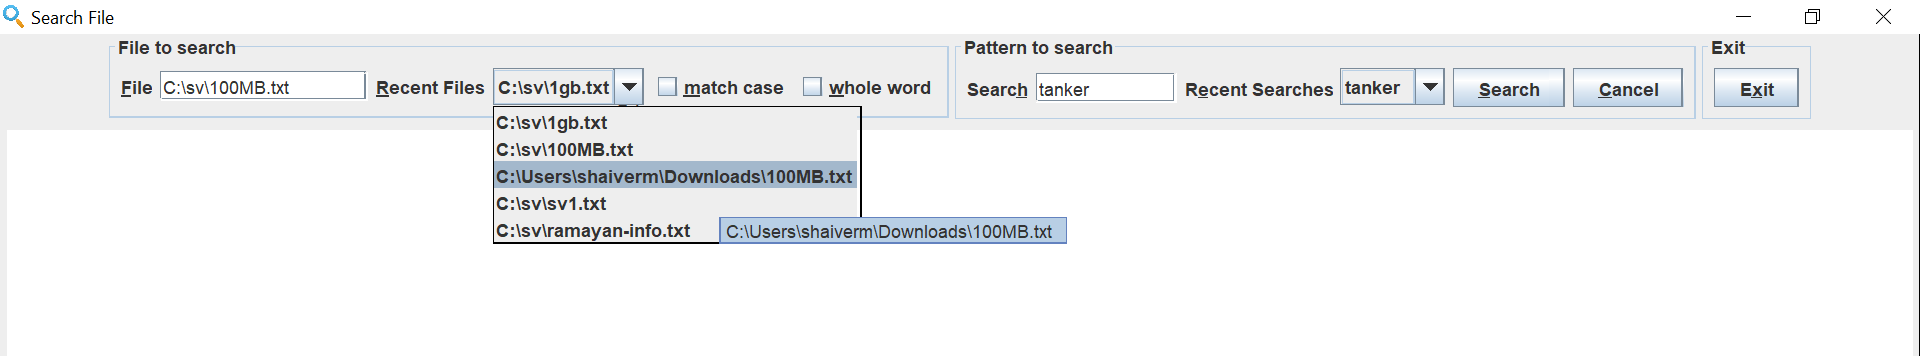 Search File
File to search
Pattern to search
Exit
File C:\sv\100MB.txt Recent Files C:\sv\1gb.txt match case whole word Search tanker Recent Searches tanker Search Cancel Exit
C:\sv\1gb.txt
C:\sv\100MB.txt
C:\Users\shaiverm\Downloads\100MB.txt
C:\sv\sv1.txt
C:\sv\ramayan-info.txt
C:\Users\shaiverm\Downloads\100MB.txt